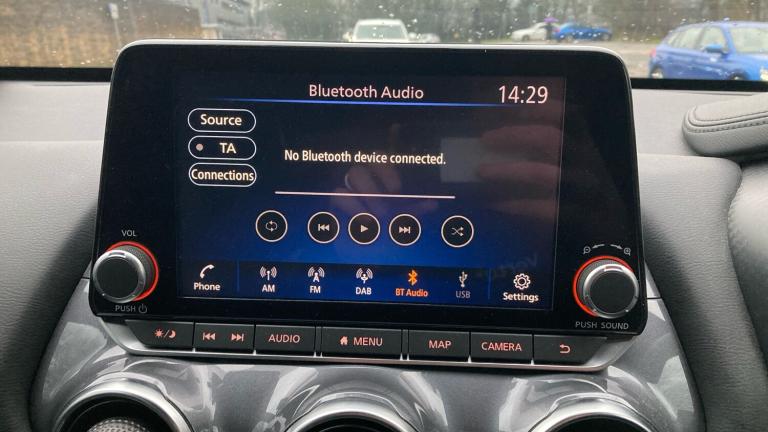 Bluetooth Audio
14:29
Source
TA
Connections
No Bluetooth device connected.
Phone
AM
FM
DAB
BT Audio
USB
Settings
VOL
PUSH
PUSH SOUND
AUDIO
MENU
MAP
CAMERA